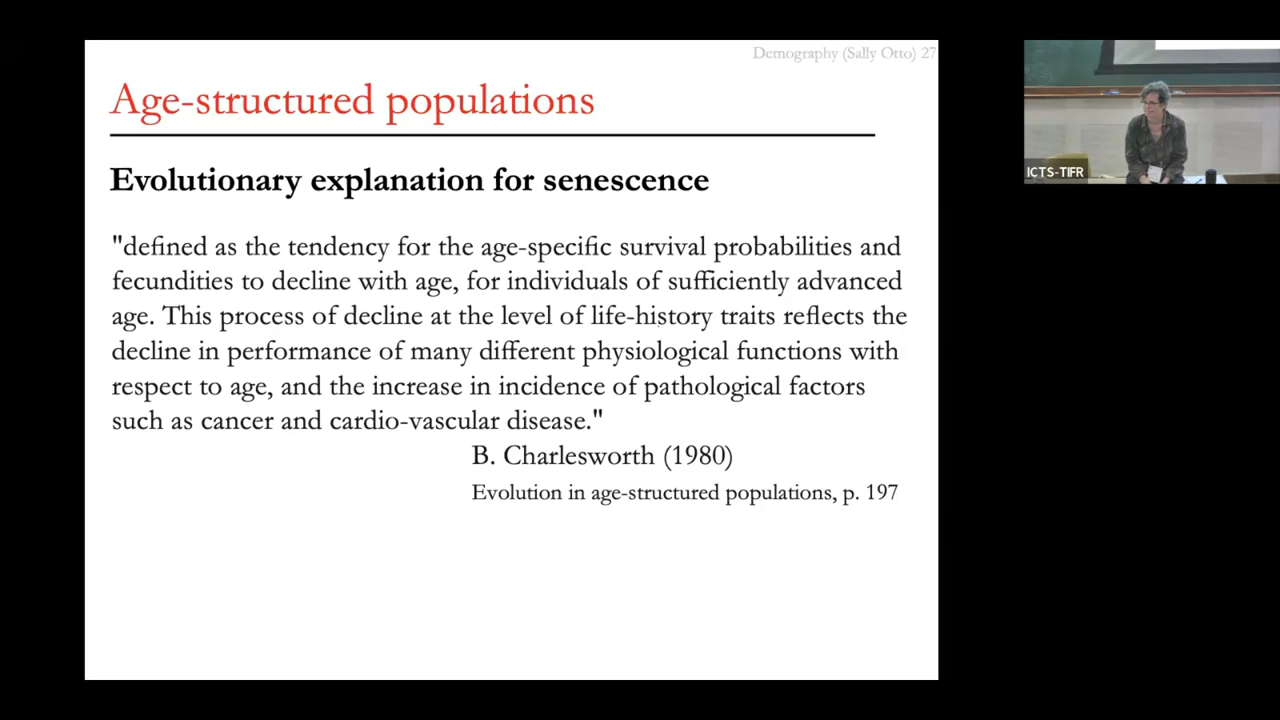 Demography (Sally Otto) 27
Age-structured populations
Evolutionary explanation for senescence
"defined as the tendency for the age-specific survival probabilities and
fecundities to decline with age, for individuals of sufficiently advanced
age. This process of decline at the level of life-history traits reflects the
decline in performance of many different physiological functions with
respect to age, and the increase in incidence of pathological factors
such as cancer and cardio-vascular disease."
B. Charlesworth (1980)
Evolution in age-structured populations, p. 197
ICTS-TIFR